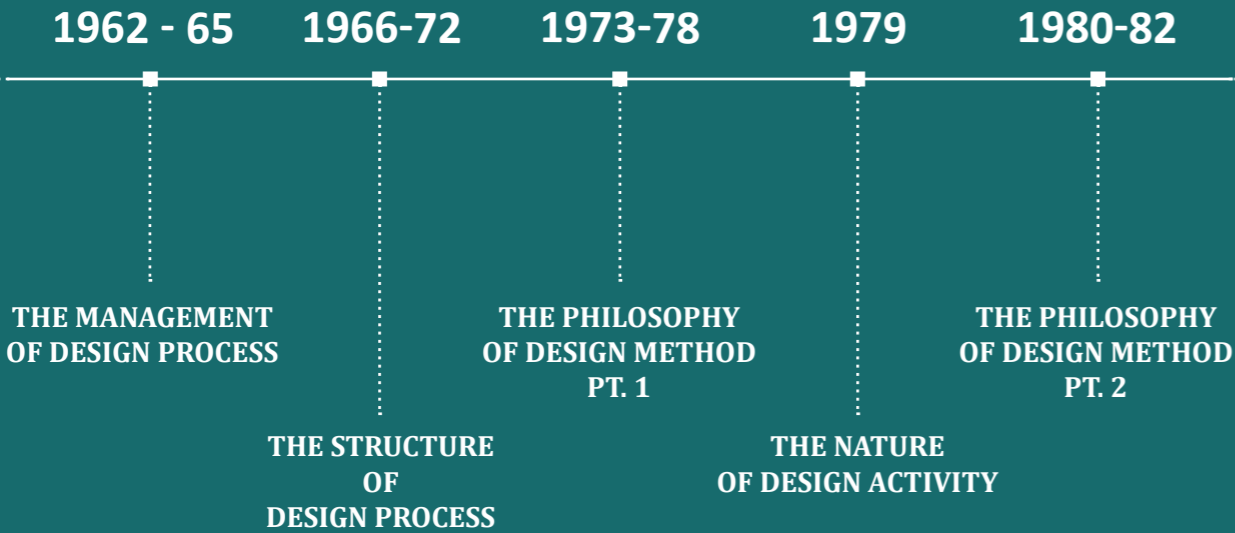 1962 - 65
1966-72
1973-78
1979
1980-82
THE MANAGEMENT
OF DESIGN PROCESS
THE STRUCTURE
OF
DESIGN PROCESS
THE PHILOSOPHY
OF DESIGN METHOD
PT. 1
THE NATURE
OF DESIGN ACTIVITY
THE PHILOSOPHY
OF DESIGN METHOD
PT. 2